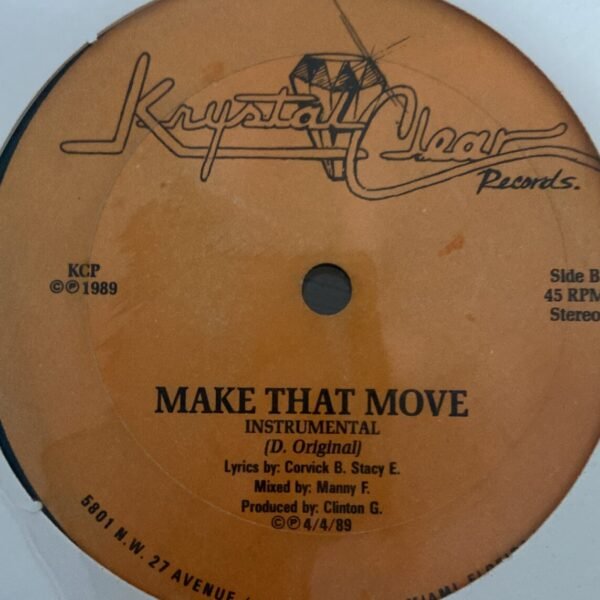 Krystal Clear
Records.
KCP
©℗1989
Side B
45 RPM
Stereo
MAKE THAT MOVE
INSTRUMENTAL
(D. Original)
Lyrics by: Corvick B. Stacy E.
Mixed by: Manny F.
Produced by: Clinton G.
©℗4/4/89
5801 N.W. 27 AVENUE